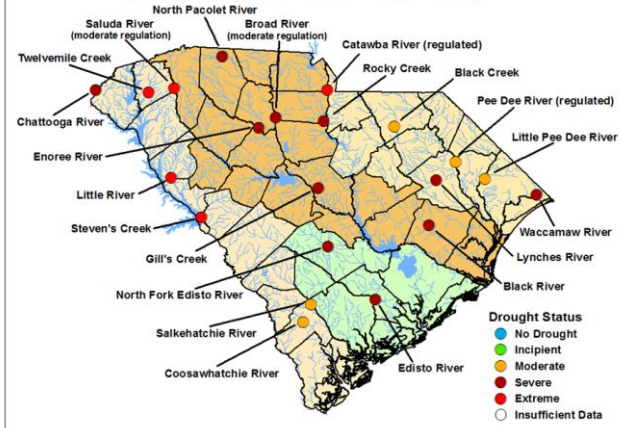 North Pacolet River
Saluda River
(moderate regulation)
Broad River
(moderate regulation)
Catawba River (regulated)
Twelvemile Creek
Rocky Creek
Black Creek
Pee Dee River (regulated)
Little Pee Dee River
Chattooga River
Enoree River
Little River
Steven's Creek
Gill's Creek
Waccamaw River
Lynches River
Black River
North Fork Edisto River
Salkehatchie River
Coosawhatchie River
Edisto River
Drought Status
No Drought
Incipient
Moderate
Severe
Extreme
Insufficient Data